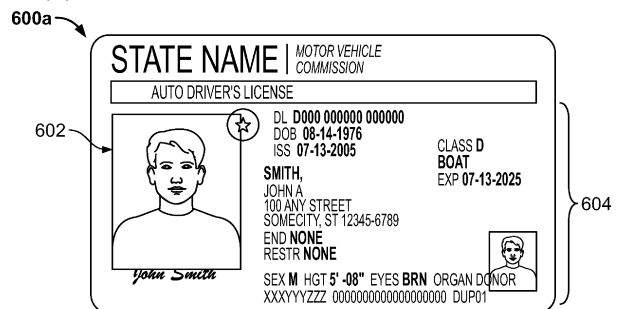 600a
STATE NAME MOTOR VEHICLE
COMMISSION
AUTO DRIVER'S LICENSE
602
DL D000 000000 000000
DOB 08-14-1976
ISS 07-13-2005
CLASS D
BOAT
EXP 07-13-2025
604
SMITH,
JOHN A
100 ANY STREET
SOMECITY, ST 12345-6789
END NONE
RESTR NONE
John Smith
SEX M HGT 5' -08" EYES BRN ORGAN DONOR
XXXYYYZZZ 0000000000000000000 DUP01